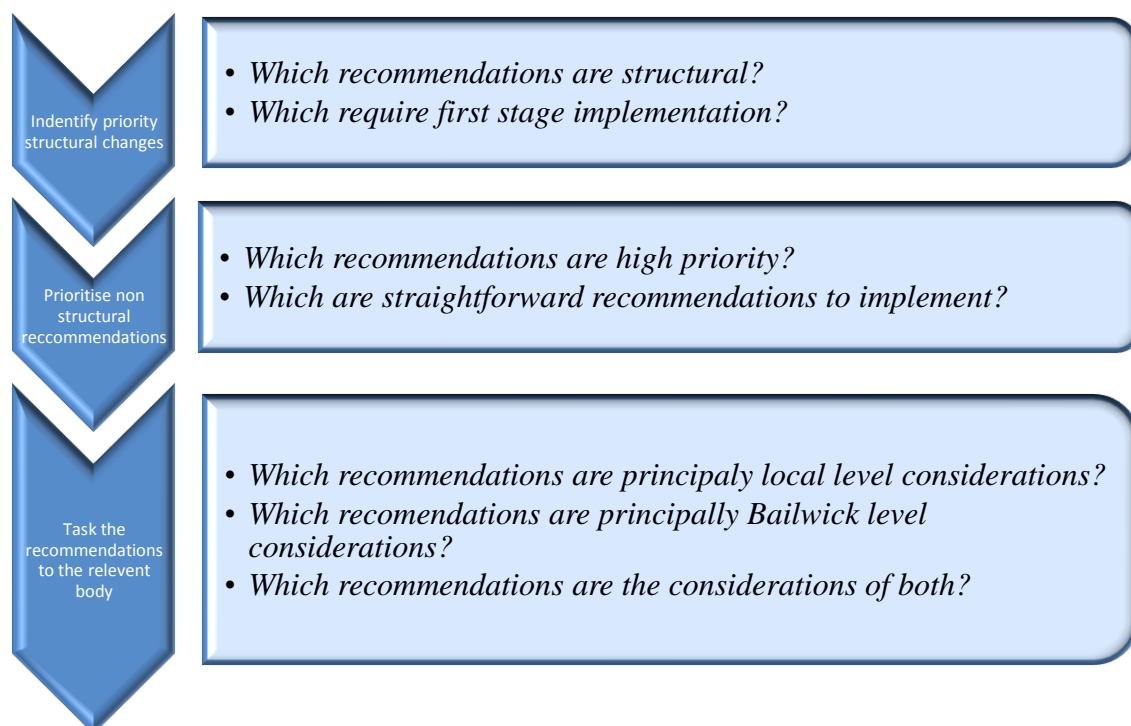 Indentify priority
structural changes
• Which recommendations are structural?
• Which require first stage implementation?
Prioritise non
structural
reccommendations
• Which recommendations are high priority?
• Which are straightforward recommendations to implement?
Task the
recommendations
to the relevent
body
• Which recommendations are principaly local level considerations?
• Which recomendations are principally Bailwick level
considerations?
• Which recommendations are the considerations of both?